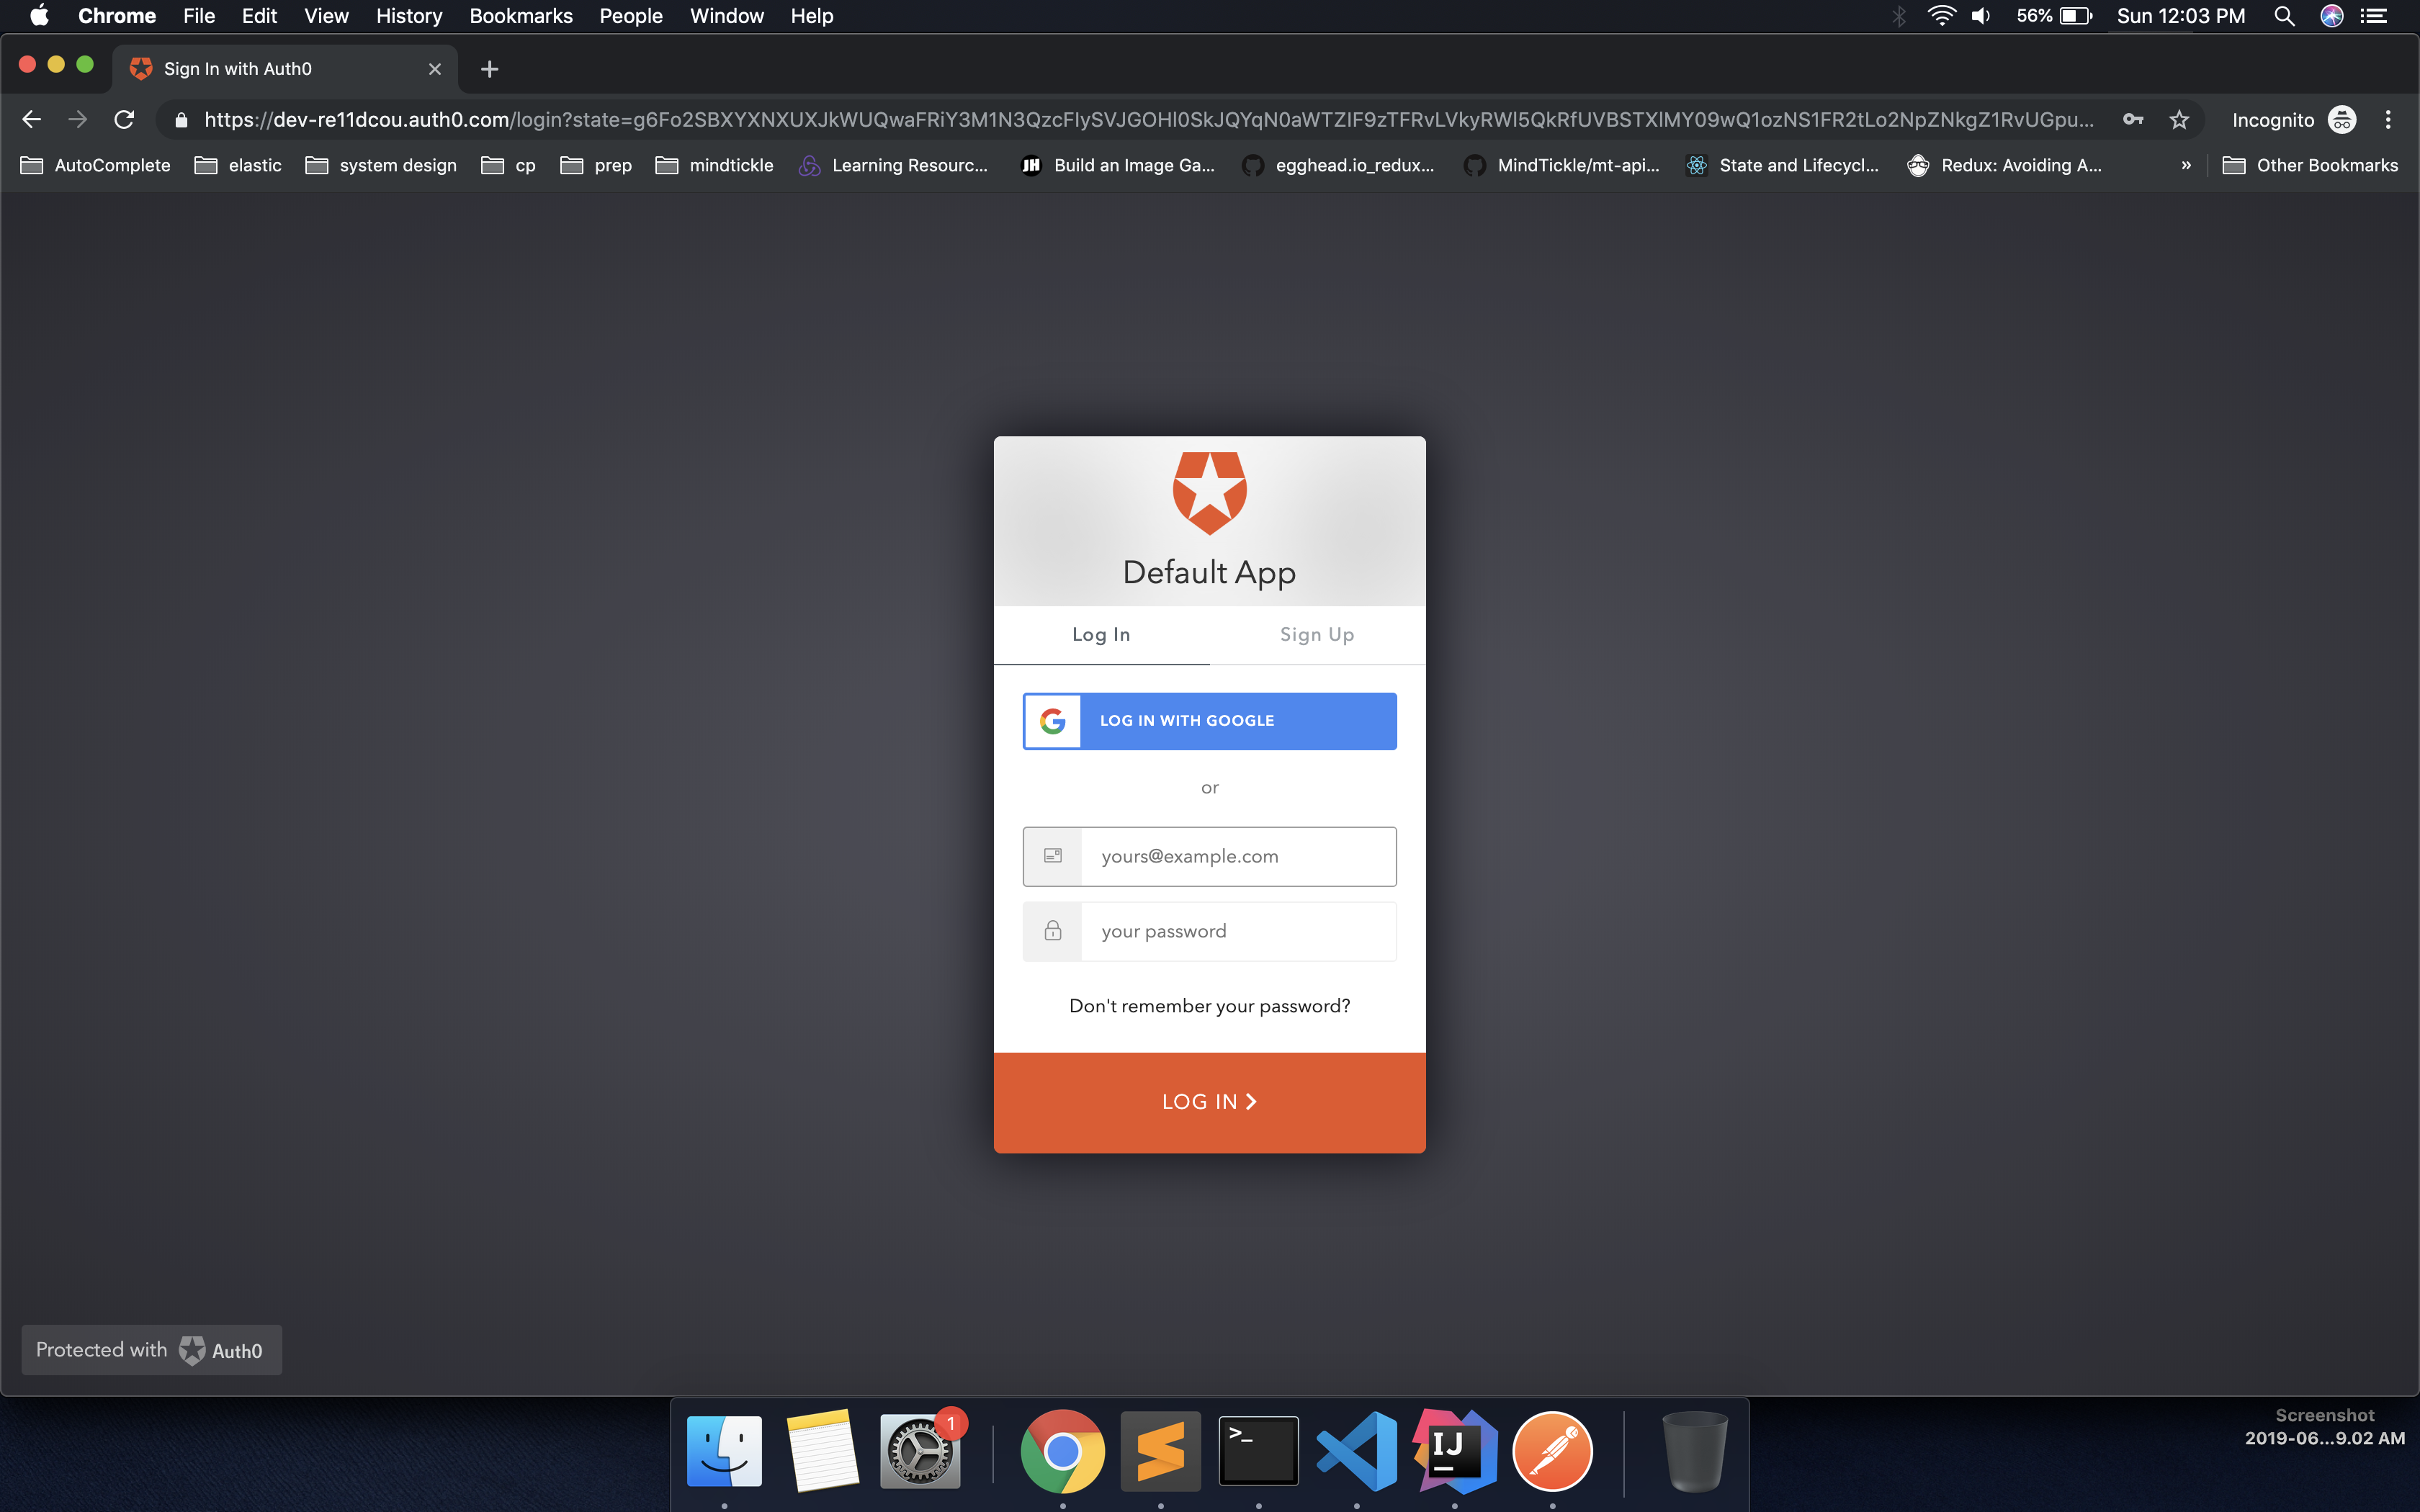 Chrome File Edit View History Bookmarks People Window Help 56% Sun 12:03 PM
Sign In with Auth0
https://dev-re11dcou.auth0.com/login?state=g6Fo2SBXYXNXUXJkWUQwaFRiY3M1N3QzcFIySVJGOHl0SkJQYqN0aWTZIF9zTFRvLVkyRWl5QkRfUVBSTXlMY09wQ1ozNS1FR2tLo2NpZNkgZ1RvUGpu... Incognito
AutoComplete elastic system design cp prep mindtickle Learning Resourc... JH Build an Image Ga... egghead.io_redux... MindTickle/mt-api... State and Lifecycl... Redux: Avoiding A... » Other Bookmarks
Default App
Log In Sign Up
LOG IN WITH GOOGLE
or
yours@example.com
your password
Don't remember your password?
LOG IN
Protected with Auth0
1
>_
IJ
Screenshot
2019-06...9.02 AM